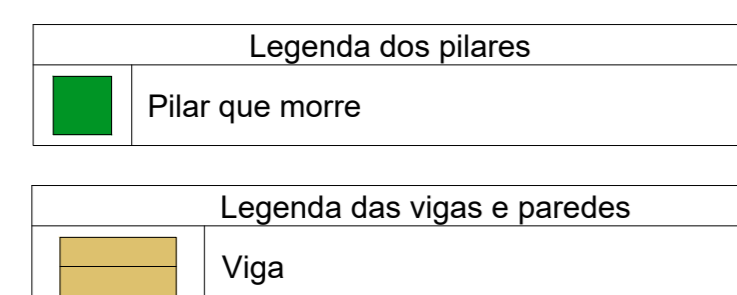 Legenda dos pilares
Pilar que morre
Legenda das vigas e paredes
Viga